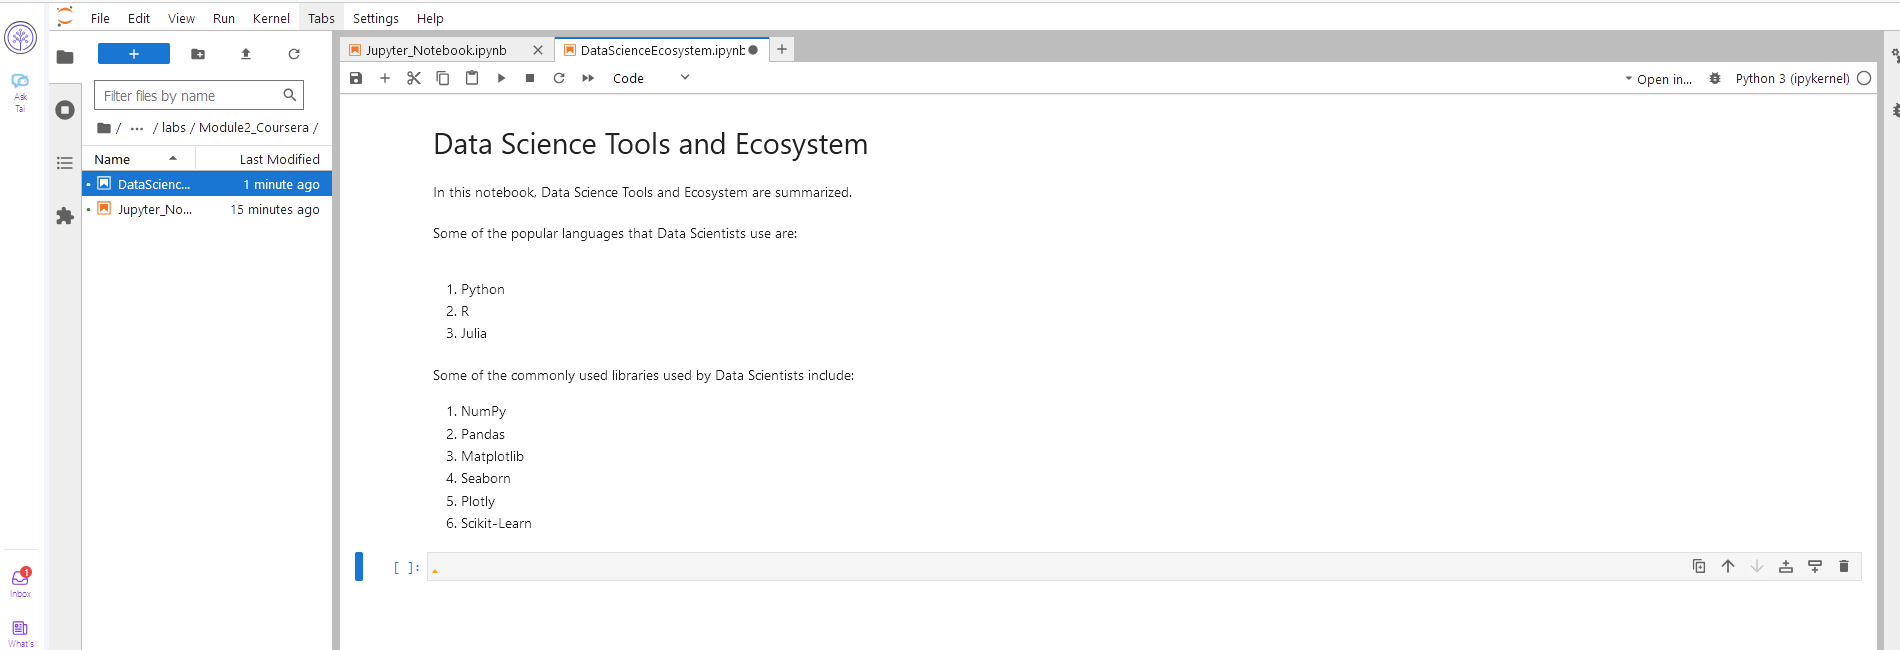 File Edit View Run Kernel Tabs Settings Help
Ask
Tai
Inbox
1
What's
+
Filter files by name
/ ... / labs / Module2_Coursera /
Name Last Modified
DataScienc... 1 minute ago
Jupyter_No... 15 minutes ago
Jupyter_Notebook.ipynb
DataScienceEcosystem.ipynb
Code
Open in...
Python 3 (ipykernel)
Data Science Tools and Ecosystem
In this notebook, Data Science Tools and Ecosystem are summarized.
Some of the popular languages that Data Scientists use are:
1. Python
2. R
3. Julia
Some of the commonly used libraries used by Data Scientists include:
1. NumPy
2. Pandas
3. Matplotlib
4. Seaborn
5. Plotly
6. Scikit-Learn
[ ]: